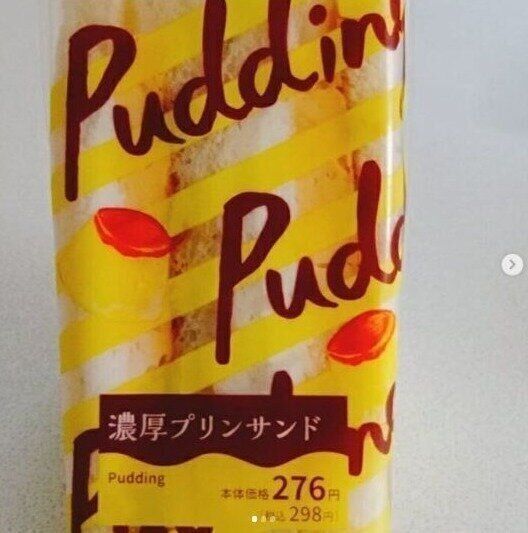 Pudding
Pudd
濃厚プリンサンド
Pudding
本体価格 276円
税込 298円